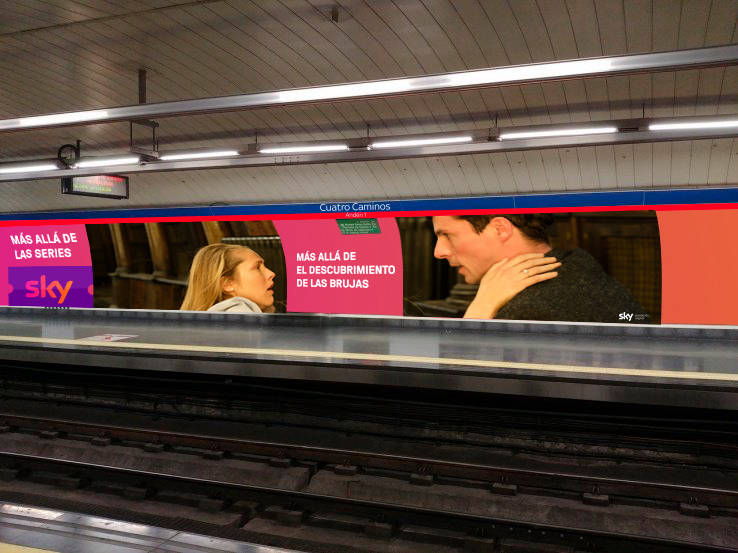 Cuatro Caminos
Andén 1
MÁS ALLÁ DE
LAS SERIES
sky
MÁS ALLÁ DE
EL DESCUBRIMIENTO
DE LAS BRUJAS
sky